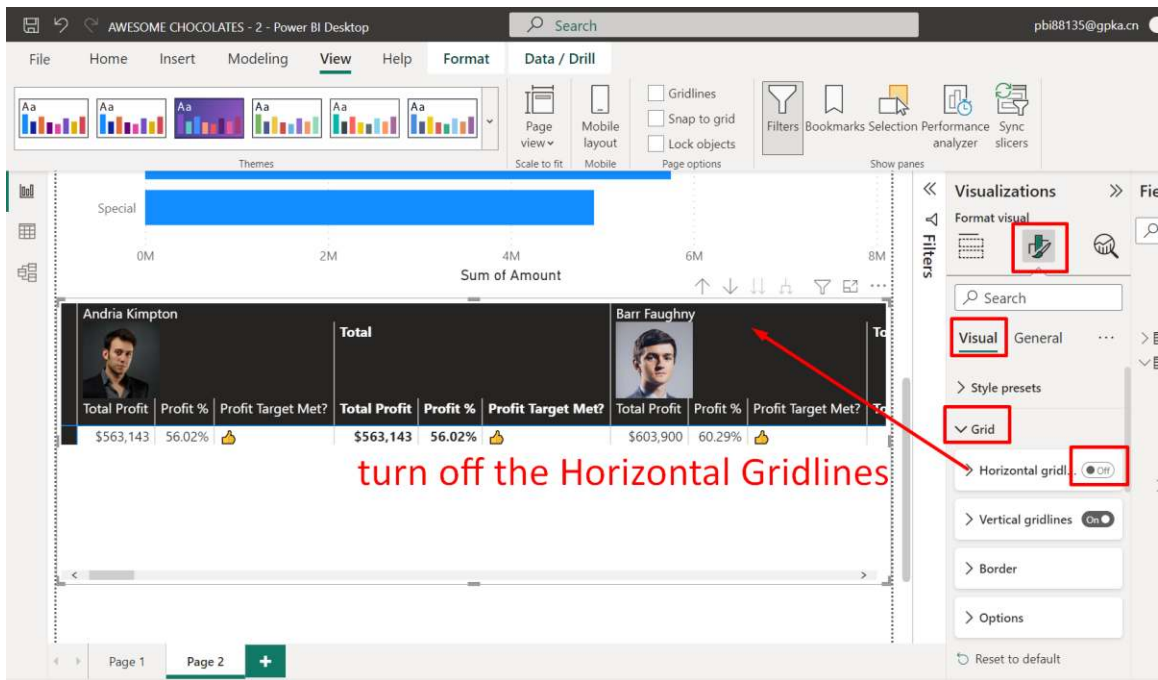 AWESOME CHOCOLATES - 2 - Power BI Desktop
Search
pbi88135@gpka.cn
File Home Insert Modeling View Help Format Data / Drill
Aa Aa Aa Aa Aa Aa
Page view
Mobile layout
Gridlines
Snap to grid
Lock objects
Filters
Bookmarks
Selection
Performance analyzer
Sync slicers
Themes
Scale to fit
Mobile
Page options
Show panes
Special
0M 2M 4M 6M 8M
Sum of Amount
Andria Kimpton
Total
Barr Faughny
To
Total Profit Profit % Profit Target Met? Total Profit Profit % Profit Target Met? Total Profit Profit % Profit Target Met? To
$563,143 56.02% 👍 $563,143 56.02% 👍 $603,900 60.29% 👍
turn off the Horizontal Gridlines
Filters
Visualizations
Fie
Format visual
Search
Visual General
Style presets
Grid
Horizontal gridl... Off
Vertical gridlines On
Border
Options
Reset to default
Page 1 Page 2 +